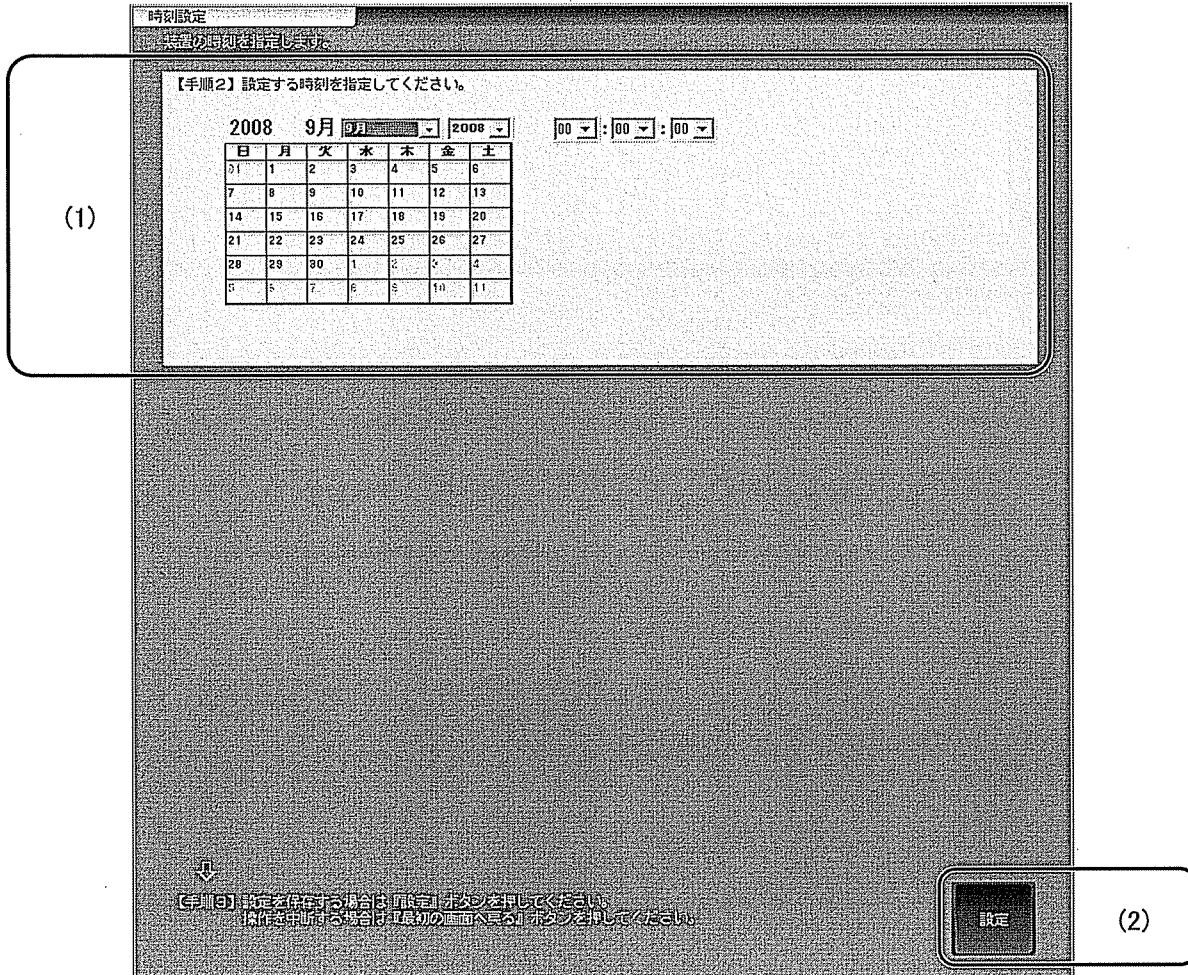 時刻設定
装置の時刻を指定します。
【手順2】設定する時刻を指定してください。
2008 9月 9月 2008 00 : 00 : 00
日 月 火 水 木 金 土
31 1 2 3 4 5 6
7 8 9 10 11 12 13
14 15 16 17 18 19 20
21 22 23 24 25 26 27
28 29 30 1 2 3 4
5 6 7 8 9 10 11
(1)
【手順3】設定を保存する場合は『設定』ボタンを押してください。
操作を中断する場合は『最初の画面へ戻る』ボタンを押してください。
設定
(2)